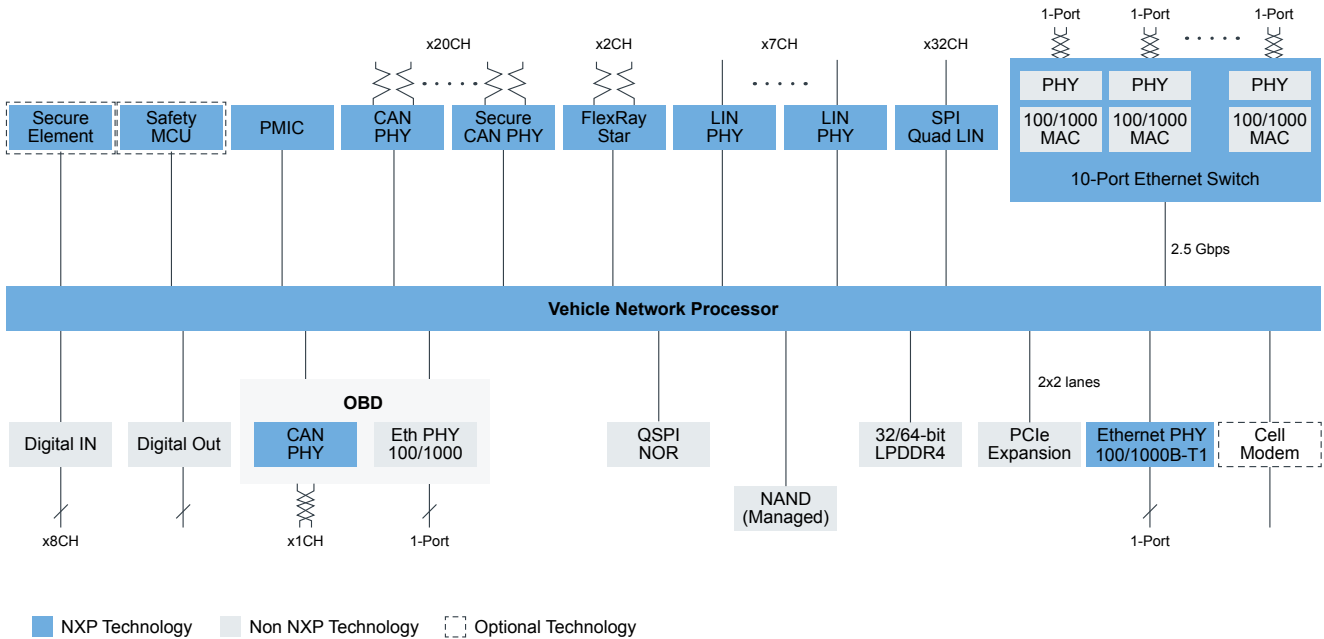 1-Port 1-Port 1-Port
x20CH x2CH x7CH x32CH
Secure
Element
Safety
MCU
PMIC
CAN
PHY
Secure
CAN PHY
FlexRay
Star
LIN
PHY
LIN
PHY
SPI
Quad LIN
PHY PHY PHY
100/1000
MAC
100/1000
MAC
100/1000
MAC
10-Port Ethernet Switch
2.5 Gbps
Vehicle Network Processor
2x2 lanes
Digital IN
Digital Out
OBD
CAN
PHY
Eth PHY
100/1000
QSPI
NOR
NAND
(Managed)
32/64-bit
LPDDR4
PCIe
Expansion
Ethernet PHY
100/1000B-T1
Cell
Modem
x8CH x1CH 1-Port 1-Port
NXP Technology Non NXP Technology Optional Technology